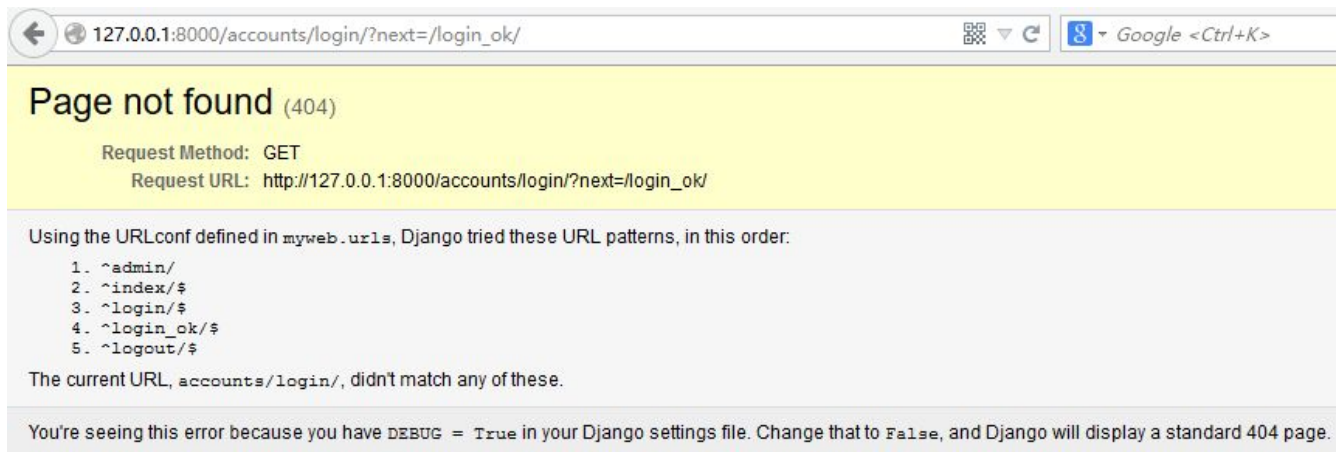 127.0.0.1:8000/accounts/login/?next=/login_ok/
8 Google <Ctrl+K>
Page not found (404)
Request Method: GET
Request URL: http://127.0.0.1:8000/accounts/login/?next=/login_ok/
Using the URLconf defined in myweb.urls, Django tried these URL patterns, in this order:
1. ^admin/
2. ^index/$
3. ^login/$
4. ^login_ok/$
5. ^logout/$
The current URL, accounts/login/, didn't match any of these.
You're seeing this error because you have DEBUG = True in your Django settings file. Change that to False, and Django will display a standard 404 page.